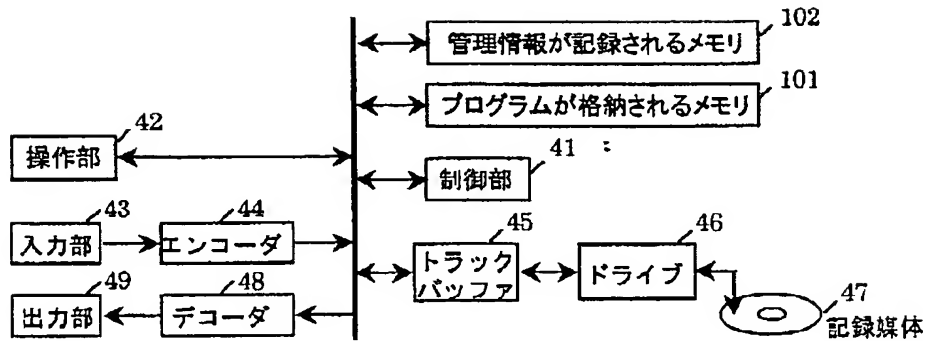 102
管理情報が記録されるメモリ
101
プログラムが格納されるメモリ
42
操作部
41 :
制御部
43
入力部
44
エンコーダ
45
トラック
バッファ
46
ドライブ
49
出力部
48
デコーダ
47
記録媒体